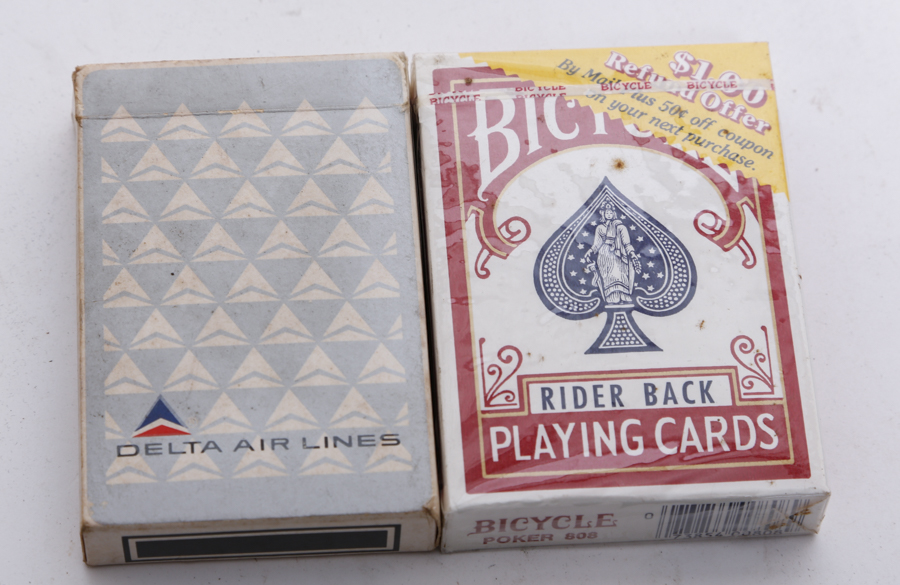 DELTA AIR LINES
BICYCLE BICYCLE BICYCLE
BICYCLE
$1.00
Refund Offer
By Mail plus 50¢ off coupon
on your next purchase.
BICYCLE
RIDER BACK
PLAYING CARDS
BICYCLE
POKER 808